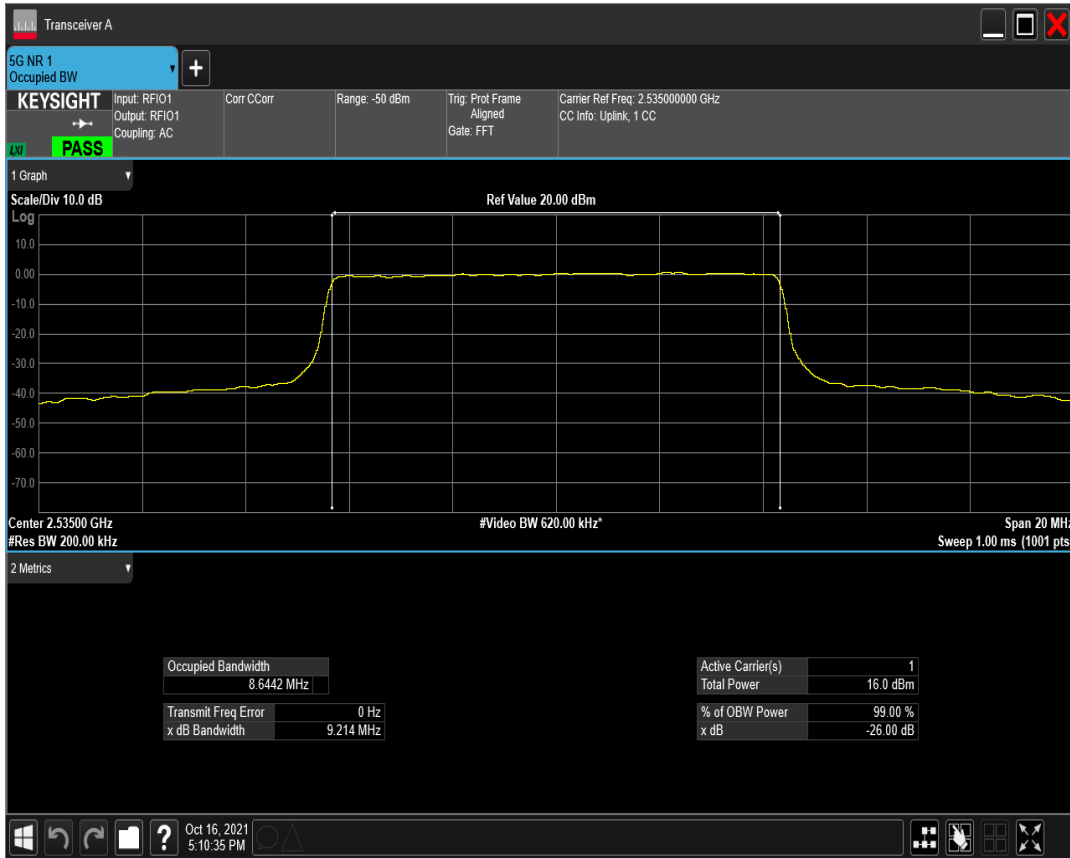 Transceiver A
5G NR 1
Occupied BW
+
KEYSIGHT
LXI
PASS
Input: RFIO1
Output: RFIO1
Coupling: AC
Corr CCorr
Range: -50 dBm
Trig: Prot Frame
Aligned
Gate: FFT
Carrier Ref Freq: 2.535000000 GHz
CC Info: Uplink, 1 CC
1 Graph
Scale/Div 10.0 dB
Ref Value 20.00 dBm
Log
10.0
0.00
-10.0
-20.0
-30.0
-40.0
-50.0
-60.0
-70.0
Center 2.53500 GHz
#Video BW 620.00 kHz*
Span 20 MHz
#Res BW 200.00 kHz
Sweep 1.00 ms (1001 pts
2 Metrics
Occupied Bandwidth
8.6442 MHz
Transmit Freq Error 0 Hz
x dB Bandwidth 9.214 MHz
Active Carrier(s) 1
Total Power 16.0 dBm
% of OBW Power 99.00 %
x dB -26.00 dB
?
Oct 16, 2021
5:10:35 PM